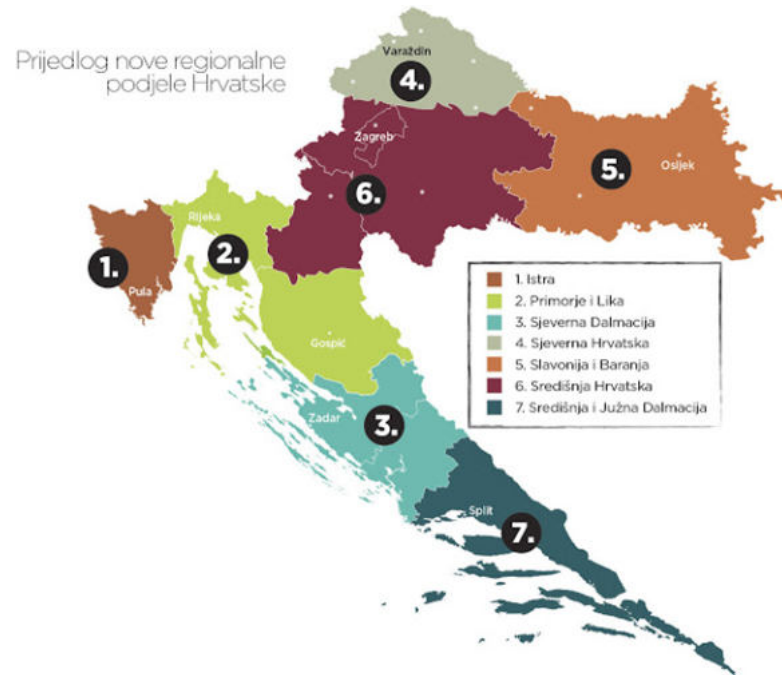 Prijedlog nove regionalne
podjele Hrvatske
Varaždin
4.
Zagreb
5.
Osijek
6.
Rijeka
1.
2.
Pula
Gospić
1. Istra
2. Primorje i Lika
3. Sjeverna Dalmacija
4. Sjeverna Hrvatska
5. Slavonija i Baranja
6. Središnja Hrvatska
7. Središnja i Južna Dalmacija
Zadar
3.
Split
7.